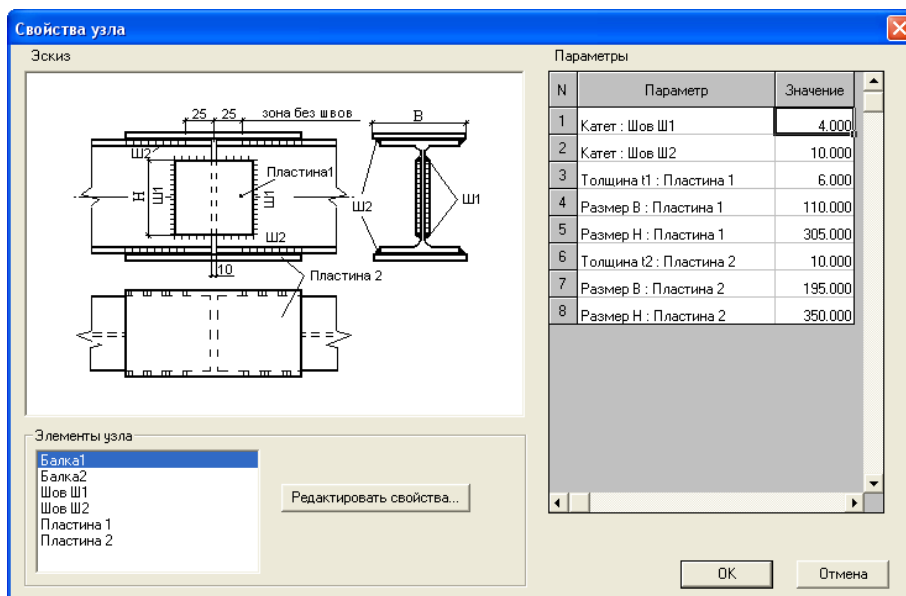 Свойства узла
Эскиз
25 25 зона без швов
B
Ш2
Пластина1
H
Ш1
Ш1
Ш2
Ш1
Ш2
10
Пластина 2
Элементы узла
Балка1
Балка2
Шов Ш1
Шов Ш2
Пластина 1
Пластина 2
Редактировать свойства...
Параметры
N Параметр Значение
1 Катет : Шов Ш1 4.000
2 Катет : Шов Ш2 10.000
3 Толщина t1 : Пластина 1 6.000
4 Размер B : Пластина 1 110.000
5 Размер H : Пластина 1 305.000
6 Толщина t2 : Пластина 2 10.000
7 Размер B : Пластина 2 195.000
8 Размер H : Пластина 2 350.000
OK Отмена